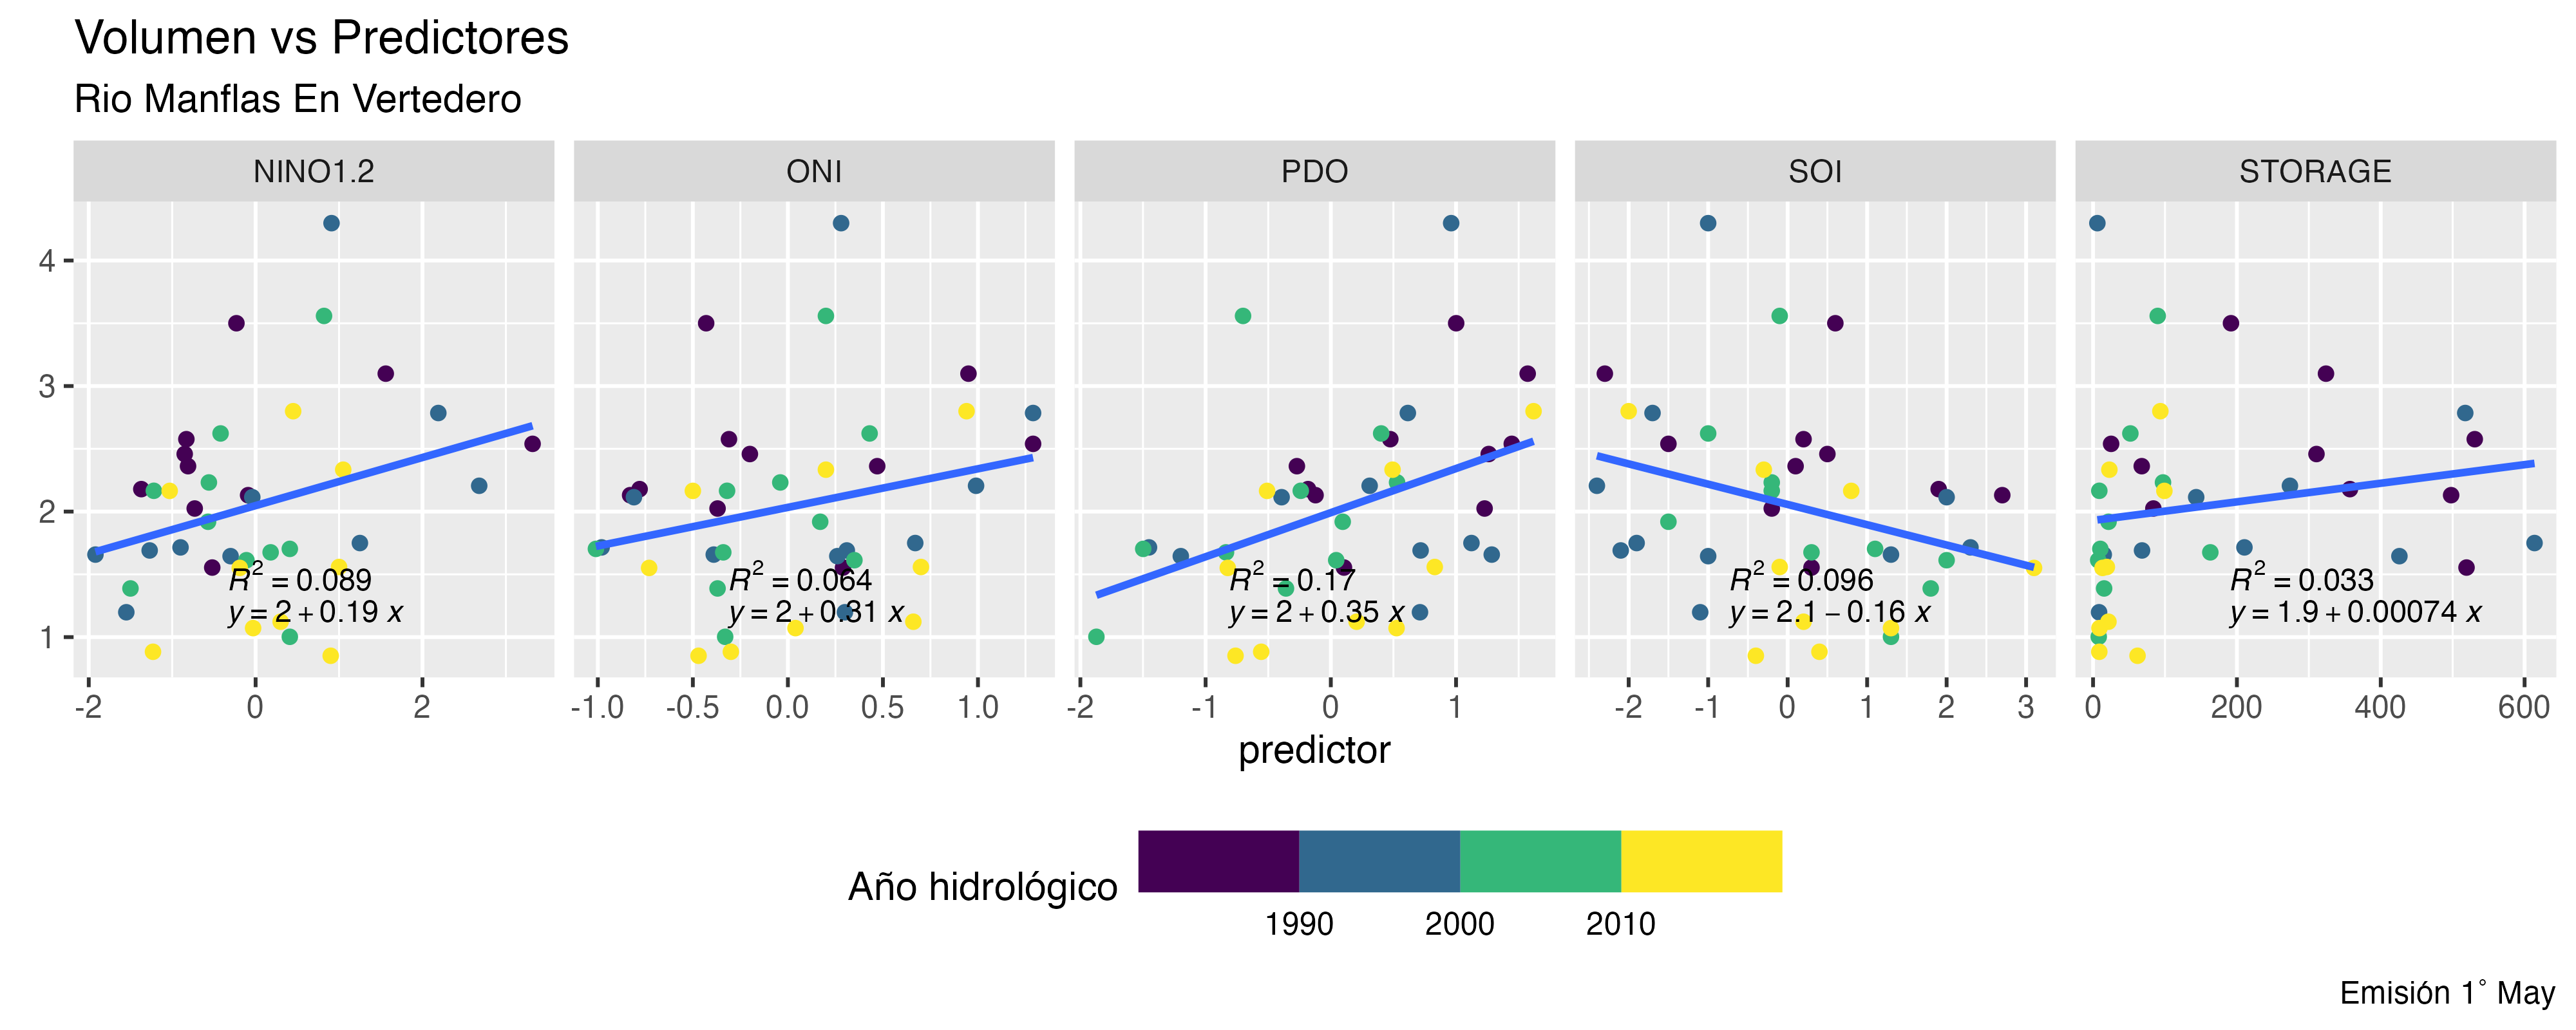 Volumen vs Predictores
Rio Manflas En Vertedero
NINO1.2 ONI PDO SOI STORAGE
4
3
2
1
R² = 0.089 R² = 0.064 R² = 0.17 R² = 0.096 R² = 0.033
y = 2 + 0.19 x y = 2 + 0.31 x y = 2 + 0.35 x y = 2.1 − 0.16 x y = 1.9 + 0.00074 x
-2 0 2 -1.0 -0.5 0.0 0.5 1.0 -2 -1 0 1 -2 -1 0 1 2 3 0 200 400 600
predictor
Año hidrológico
1990 2000 2010
Emisión 1° May